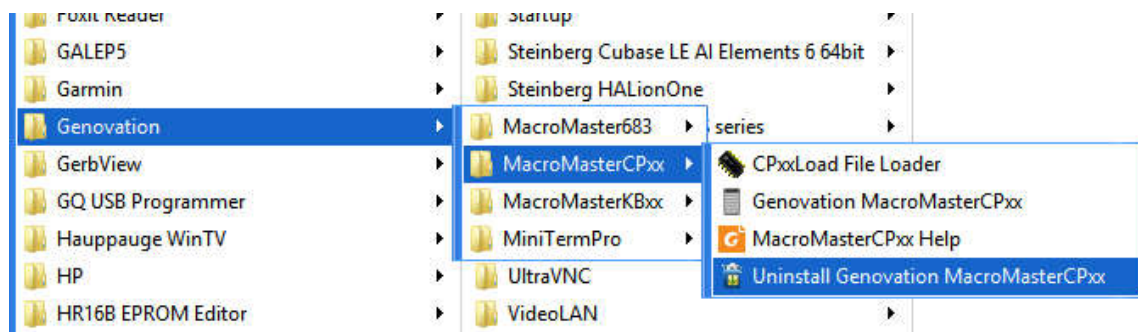 Foxit Reader
GALEP5
Garmin
Genovation
GerbView
GQ USB Programmer
Hauppauge WinTV
HP
HR16B EPROM Editor
Startup
Steinberg Cubase LE AI Elements 6 64bit
Steinberg HALionOne
series
UltraVNC
VideoLAN
MacroMaster683
MacroMasterCPxx
MacroMasterKBxx
MiniTermPro
CPxxLoad File Loader
Genovation MacroMasterCPxx
MacroMasterCPxx Help
Uninstall Genovation MacroMasterCPxx